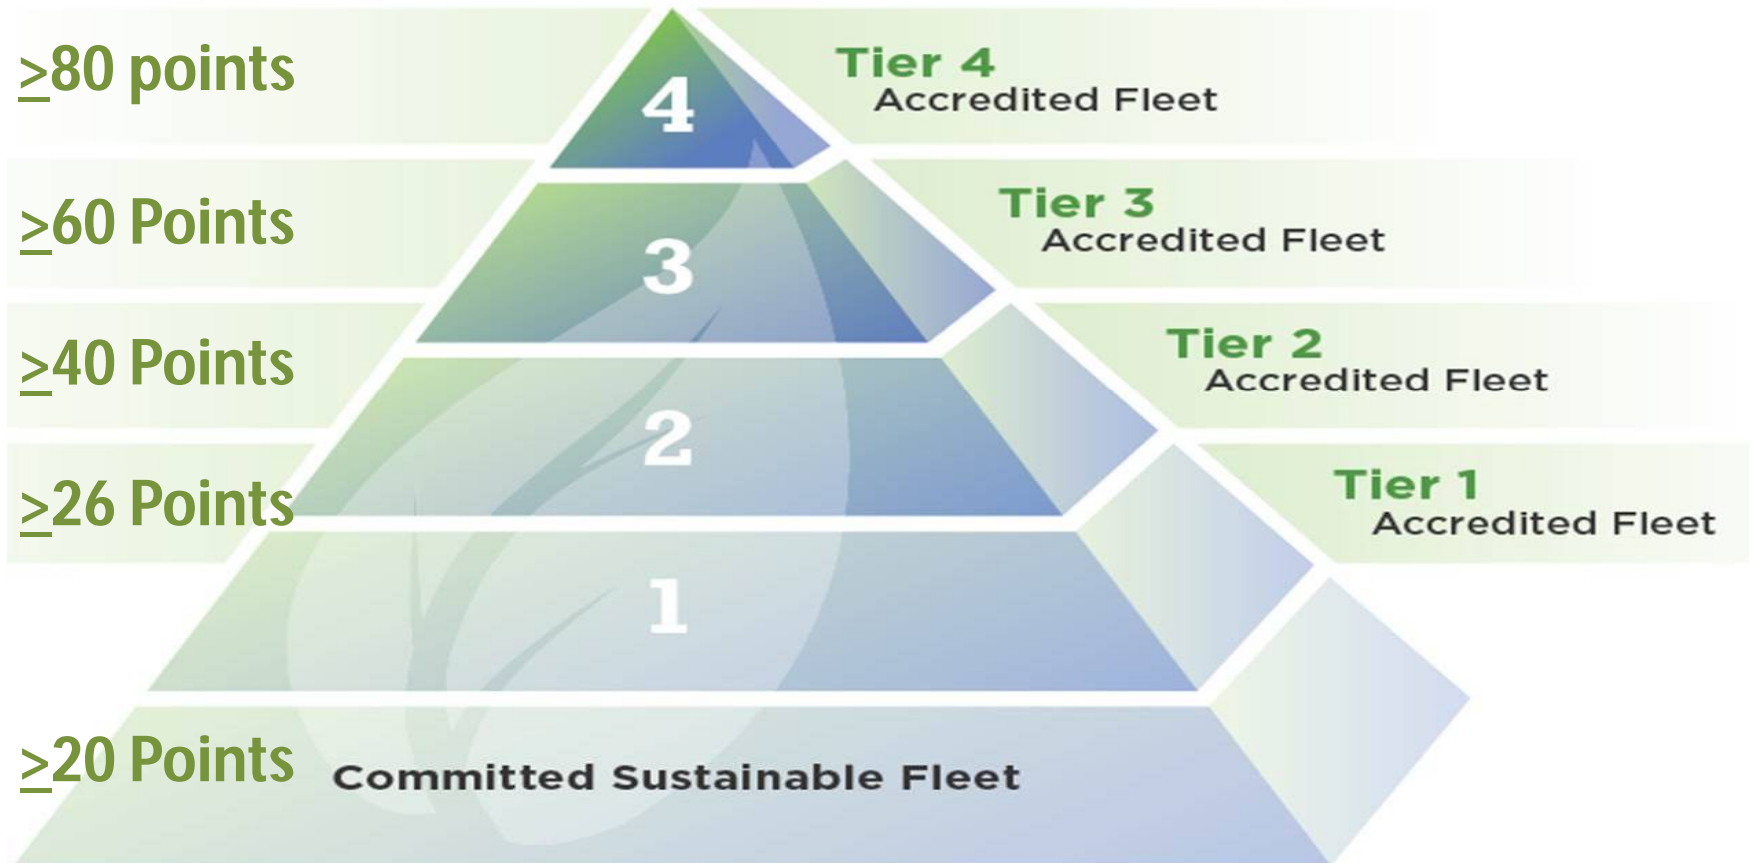 ≥80 points
4
Tier 4
Accredited Fleet
≥60 Points
3
Tier 3
Accredited Fleet
≥40 Points
2
Tier 2
Accredited Fleet
≥26 Points
1
Tier 1
Accredited Fleet
≥20 Points
Committed Sustainable Fleet